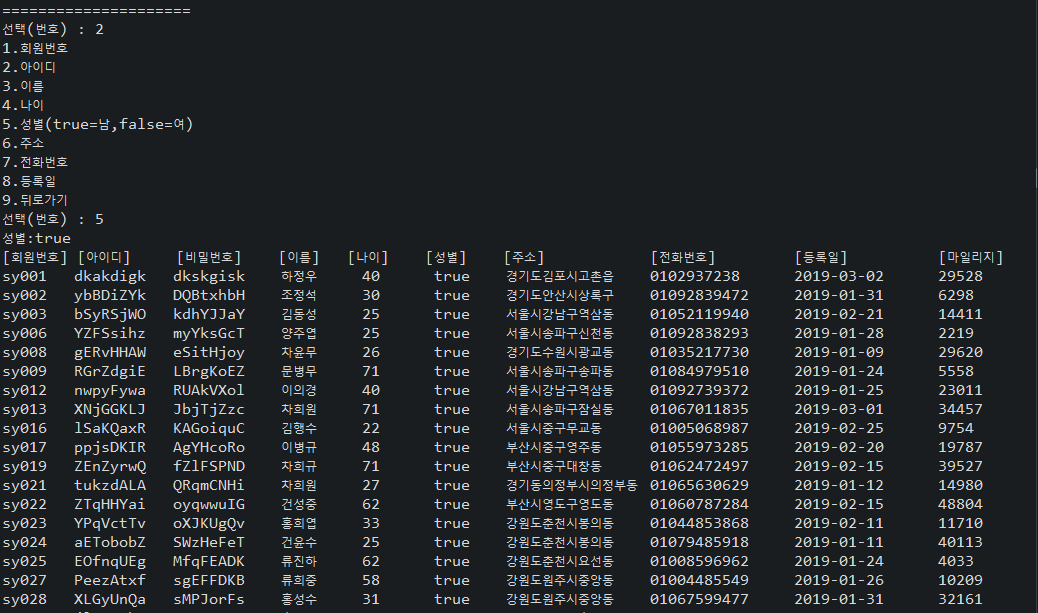 =====================
선택(번호) : 2
1.회원번호
2.아이디
3.이름
4.나이
5.성별(true=남,false=여)
6.주소
7.전화번호
8.등록일
9.뒤로가기
선택(번호) : 5
성별:true
[회원번호] [아이디] [비밀번호] [이름] [나이] [성별] [주소] [전화번호] [등록일] [마일리지]
sy001 dkakdigk dkskgisk 하정우 40 true 경기도김포시고촌읍 0102937238 2019-03-02 29528
sy002 ybBDiZYk DQBtxhbH 조정석 30 true 경기도안산시상록구 01092839472 2019-01-31 6298
sy003 bSyRSjWO kdhYJJaY 김동성 25 true 서울시강남구역삼동 01052119940 2019-02-21 14411
sy006 YZFSsihz myYksGcT 양주엽 25 true 서울시송파구신천동 01092838293 2019-01-28 2219
sy008 gERvHHAW eSitHjoy 차윤무 26 true 경기도수원시광교동 01035217730 2019-01-09 29620
sy009 RGrZdgiE LBrgKoEZ 문병무 71 true 서울시송파구송파동 01084979510 2019-01-24 5558
sy012 nwpyFywa RUAkVXol 이의경 40 true 서울시강남구역삼동 01092739372 2019-01-25 23011
sy013 XNjGGKLJ JbjTjZzc 차희원 71 true 서울시송파구잠실동 01067011835 2019-03-01 34457
sy016 lSaKQaxR KAGoiquC 김행수 22 true 서울시중구무교동 01005068987 2019-02-25 9754
sy017 ppjsDKIR AgYHcoRo 이병규 48 true 부산시중구영주동 01055973285 2019-02-20 19787
sy019 ZEnZyrwQ fZlFSPND 차희규 71 true 부산시중구대창동 01062472497 2019-02-15 39527
sy021 tukzdALA QRqmCNHi 차희원 27 true 경기동의정부시의정부동 01065630629 2019-01-12 14980
sy022 ZTqHHYai oyqwwuIG 건성중 62 true 부산시영도구영도동 01060787284 2019-02-15 48804
sy023 YPqVctTv oXJKUgQv 홍희엽 33 true 강원도춘천시봉의동 01044853868 2019-02-11 11710
sy024 aETobobZ SWzHeFeT 건윤수 25 true 강원도춘천시봉의동 01079485918 2019-01-11 40113
sy025 EOfnqUEg MfqFEADK 류진하 62 true 강원도춘천시요선동 01008596962 2019-01-24 4033
sy027 PeezAtxf sgEFFDKB 류희중 58 true 강원도원주시중앙동 01004485549 2019-01-26 10209
sy028 XLGyUnQa sMPJorFs 홍성수 31 true 강원도원주시중앙동 01067599477 2019-01-31 32161